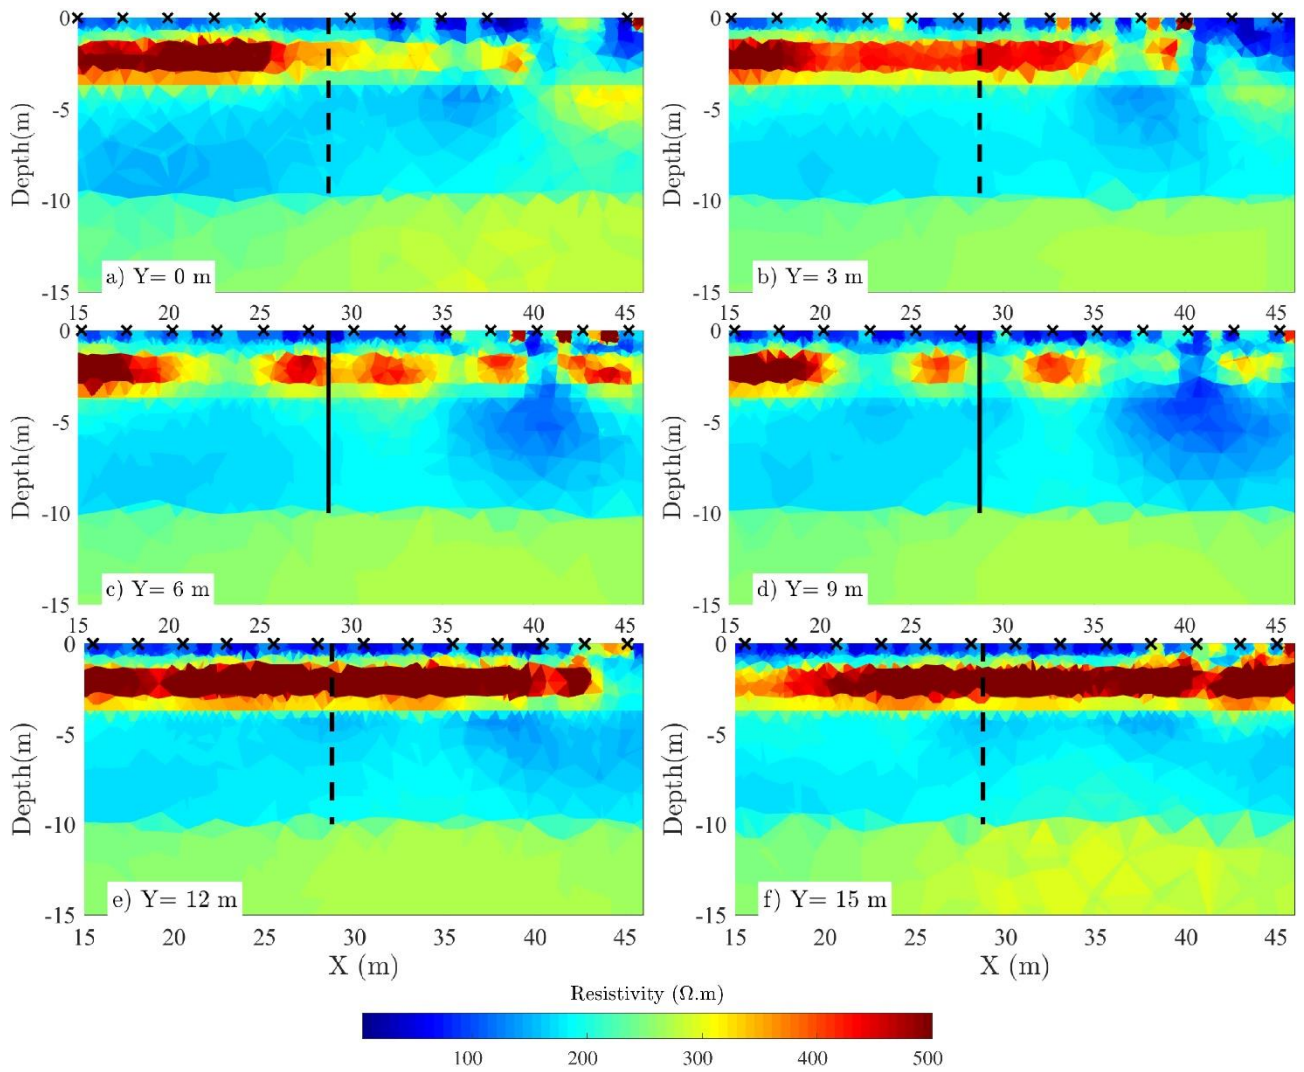 0
-5
-10
-15
Depth(m)
a) Y= 0 m
15 20 25 30 35 40 45
0
-5
-10
-15
Depth(m)
b) Y= 3 m
15 20 25 30 35 40 45
0
-5
-10
-15
Depth(m)
c) Y= 6 m
15 20 25 30 35 40 45
0
-5
-10
-15
Depth(m)
d) Y= 9 m
15 20 25 30 35 40 45
0
-5
-10
-15
Depth(m)
e) Y= 12 m
15 20 25 30 35 40 45
X (m)
0
-5
-10
-15
Depth(m)
f) Y= 15 m
15 20 25 30 35 40 45
X (m)
Resistivity (Ω.m)
100 200 300 400 500